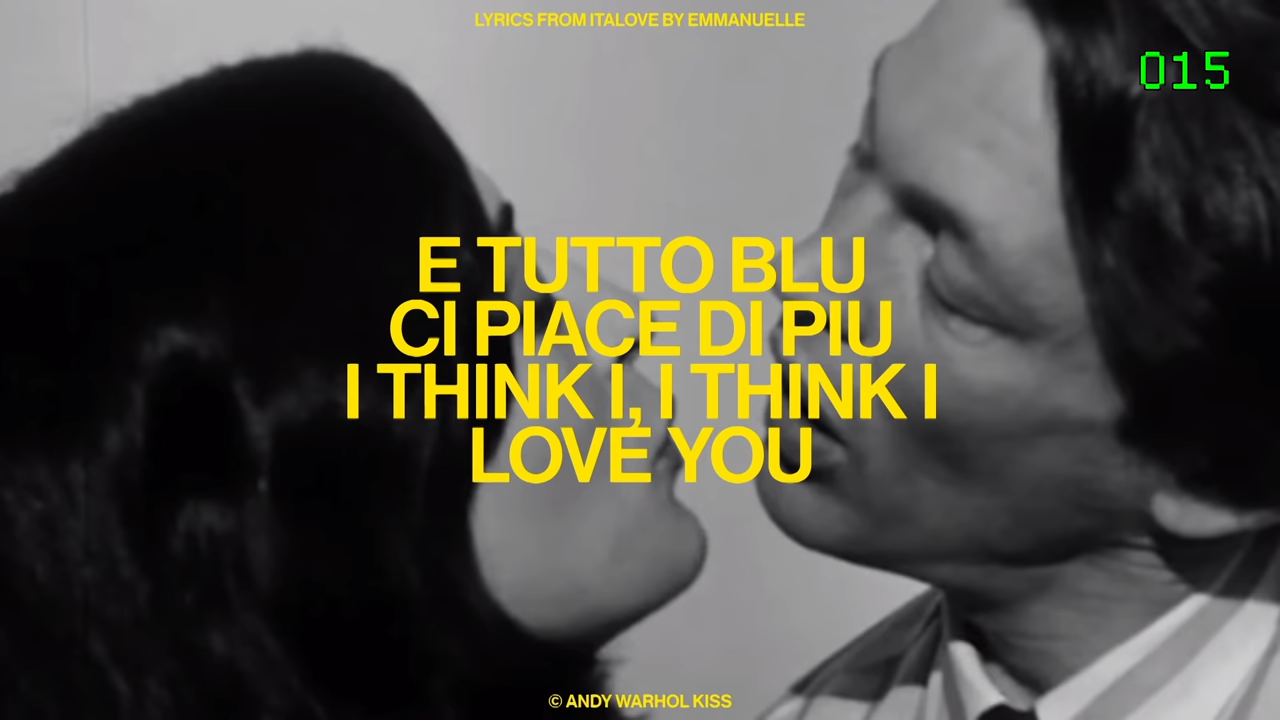 LYRICS FROM ITALOVE BY EMMANUELLE
015
E TUTTO BLU
CI PIACE DI PIU
I THINK I, I THINK I
LOVE YOU
© ANDY WARHOL KISS